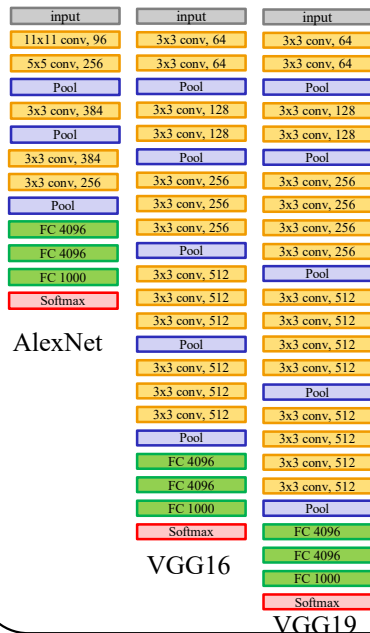 input
11x11 conv, 96
5x5 conv, 256
Pool
3x3 conv, 384
Pool
3x3 conv, 384
3x3 conv, 256
Pool
FC 4096
FC 4096
FC 1000
Softmax
AlexNet
input
3x3 conv, 64
3x3 conv, 64
Pool
3x3 conv, 128
3x3 conv, 128
Pool
3x3 conv, 256
3x3 conv, 256
3x3 conv, 256
Pool
3x3 conv, 512
3x3 conv, 512
3x3 conv, 512
Pool
3x3 conv, 512
3x3 conv, 512
3x3 conv, 512
Pool
FC 4096
FC 4096
FC 1000
Softmax
VGG16
input
3x3 conv, 64
3x3 conv, 64
Pool
3x3 conv, 128
3x3 conv, 128
Pool
3x3 conv, 256
3x3 conv, 256
3x3 conv, 256
3x3 conv, 256
Pool
3x3 conv, 512
3x3 conv, 512
3x3 conv, 512
3x3 conv, 512
Pool
3x3 conv, 512
3x3 conv, 512
3x3 conv, 512
3x3 conv, 512
Pool
FC 4096
FC 4096
FC 1000
Softmax
VGG19